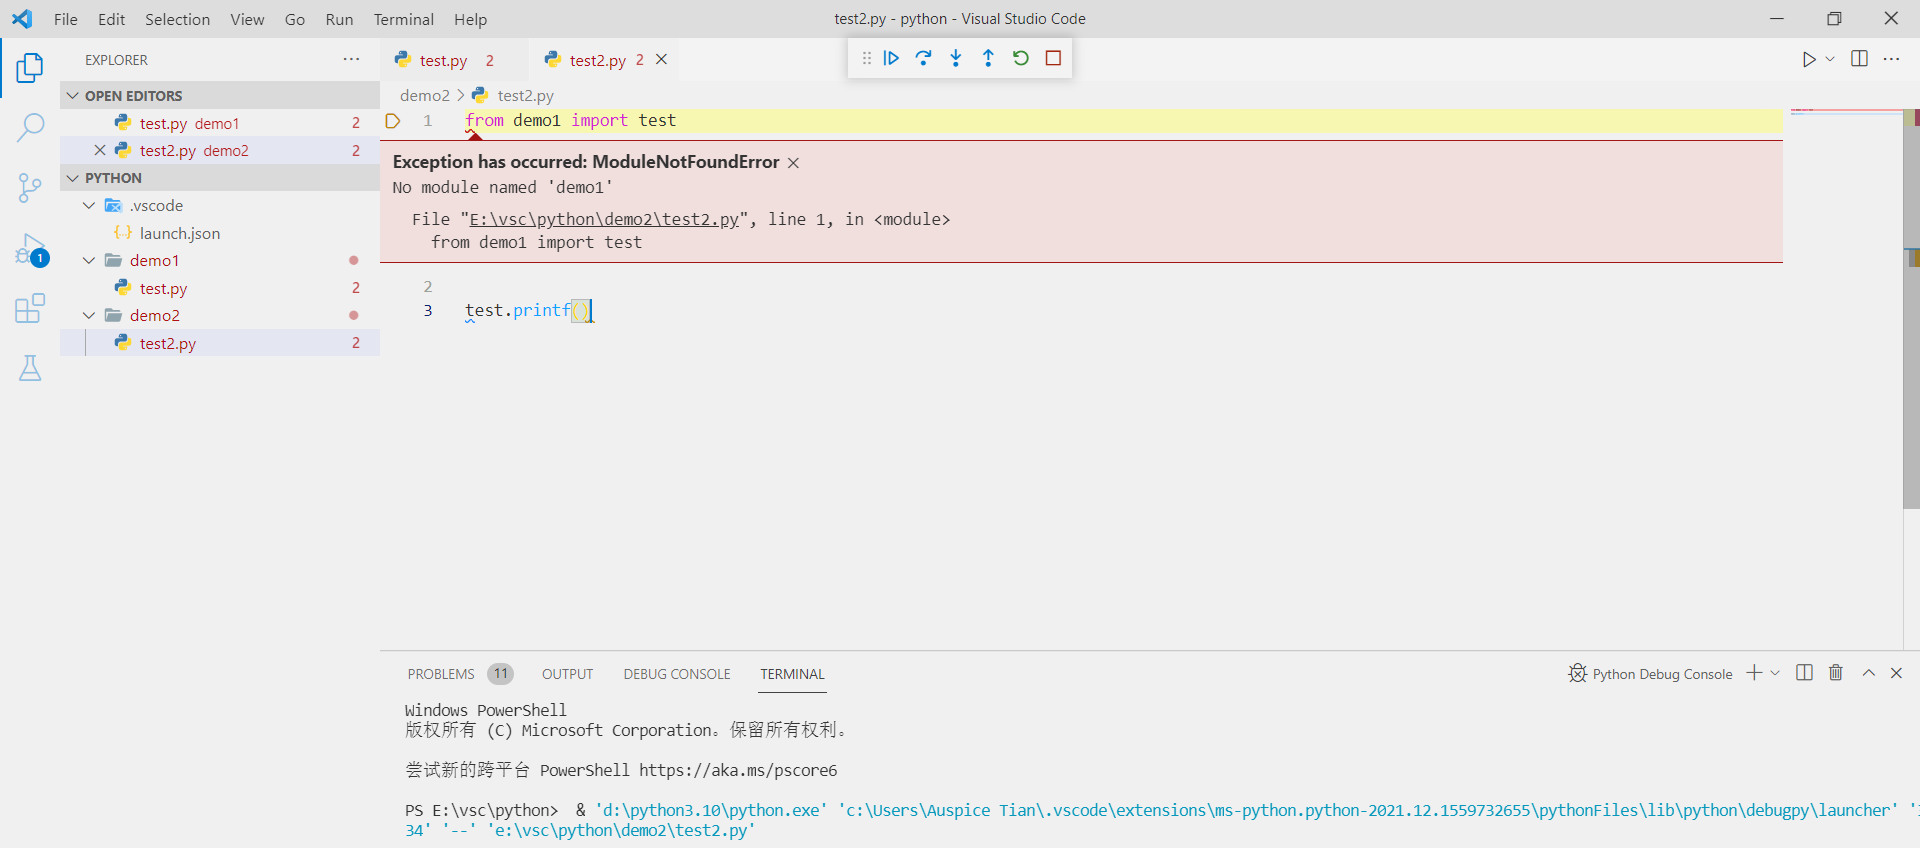 File Edit Selection View Go Run Terminal Help
test2.py - python - Visual Studio Code
EXPLORER
OPEN EDITORS
test.py demo1 2
test2.py demo2 2
PYTHON
.vscode
launch.json
demo1
test.py 2
demo2
test2.py 2
1
test.py 2
test2.py 2
demo2 > test2.py
1 from demo1 import test
Exception has occurred: ModuleNotFoundError
No module named 'demo1'
File "E:\vsc\python\demo2\test2.py", line 1, in <module>
from demo1 import test
2
3 test.printf()
PROBLEMS 11 OUTPUT DEBUG CONSOLE TERMINAL
Python Debug Console
Windows PowerShell
版权所有 (C) Microsoft Corporation。保留所有权利。
尝试新的跨平台 PowerShell https://aka.ms/pscore6
PS E:\vsc\python>  & 'd:\python3.10\python.exe' 'c:\Users\Auspice Tian\.vscode\extensions\ms-python.python-2021.12.1559732655\pythonFiles\lib\python\debugpy\launcher' '
34' '--' 'e:\vsc\python\demo2\test2.py'